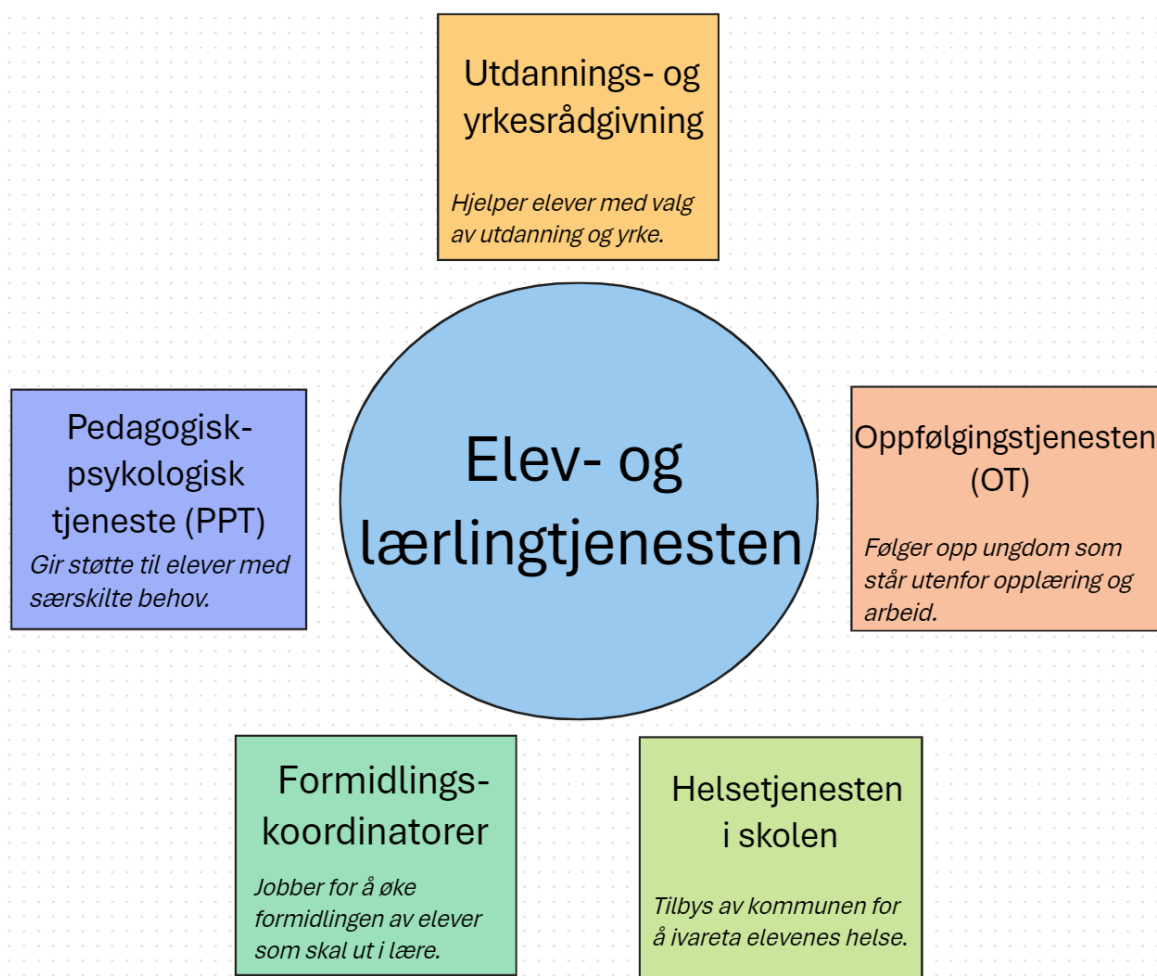 Utdannings- og
yrkesrådgivning
Hjelper elever med valg
av utdanning og yrke.
Pedagogisk-
psykologisk
tjeneste (PPT)
Gir støtte til elever med
særskilte behov.
Elev- og
lærlingtjenesten
Oppfølgingstjenesten
(OT)
Følger opp ungdom som
står utenfor opplæring og
arbeid.
Formidlings-
koordinatorer
Jobber for å øke
formidlingen av elever
som skal ut i lære.
Helsetjenesten
i skolen
Tilbys av kommunen for
å ivareta elevenes helse.